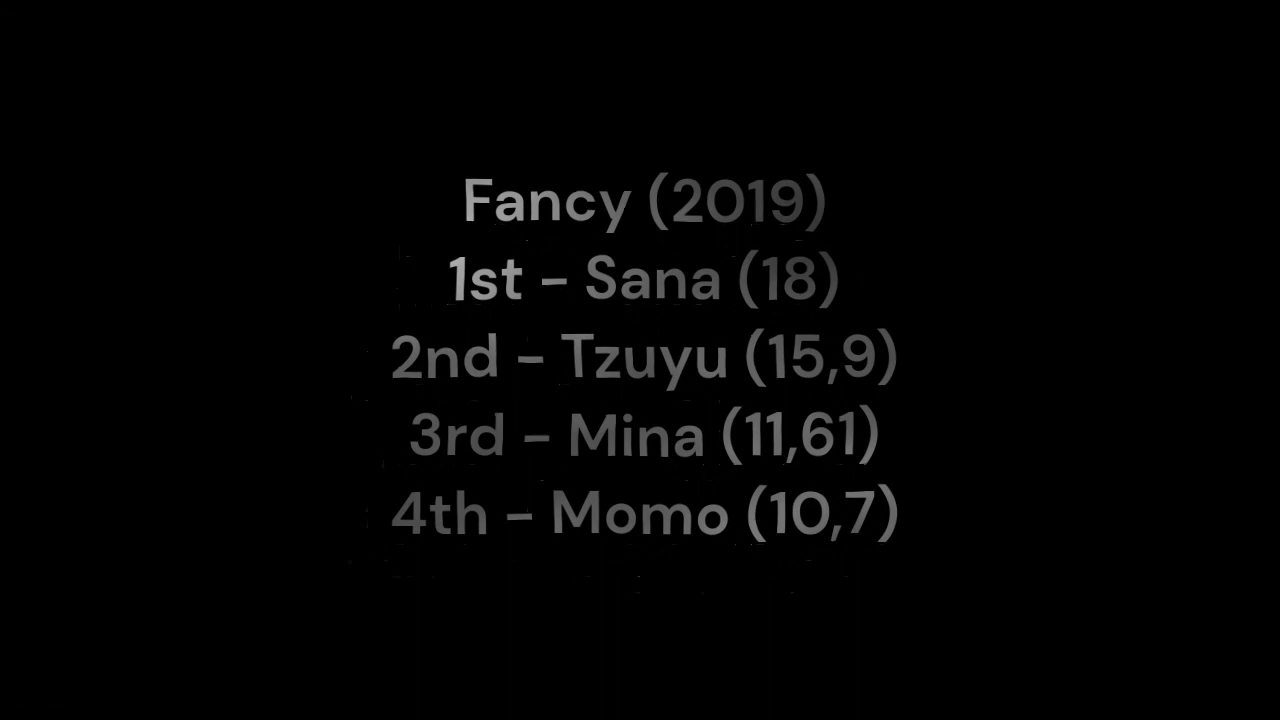 Fancy (2019)
1st - Sana (18)
2nd - Tzuyu (15,9)
3rd - Mina (11,61)
4th - Momo (10,7)